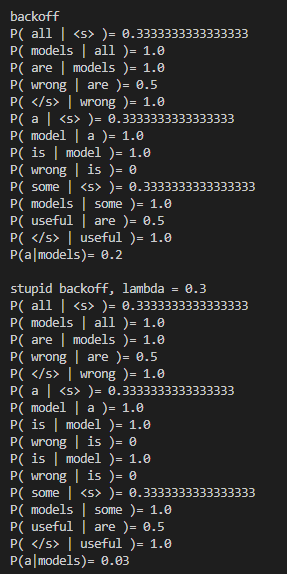 backoff
P( all | <s> )= 0.3333333333333333
P( models | all )= 1.0
P( are | models )= 1.0
P( wrong | are )= 0.5
P( </s> | wrong )= 1.0
P( a | <s> )= 0.3333333333333333
P( model | a )= 1.0
P( is | model )= 1.0
P( wrong | is )= 0
P( some | <s> )= 0.3333333333333333
P( models | some )= 1.0
P( useful | are )= 0.5
P( </s> | useful )= 1.0
P(a|models)= 0.2

stupid backoff, lambda = 0.3
P( all | <s> )= 0.3333333333333333
P( models | all )= 1.0
P( are | models )= 1.0
P( wrong | are )= 0.5
P( </s> | wrong )= 1.0
P( a | <s> )= 0.3333333333333333
P( model | a )= 1.0
P( is | model )= 1.0
P( wrong | is )= 0
P( is | model )= 1.0
P( wrong | is )= 0
P( some | <s> )= 0.3333333333333333
P( models | some )= 1.0
P( useful | are )= 0.5
P( </s> | useful )= 1.0
P(a|models)= 0.03